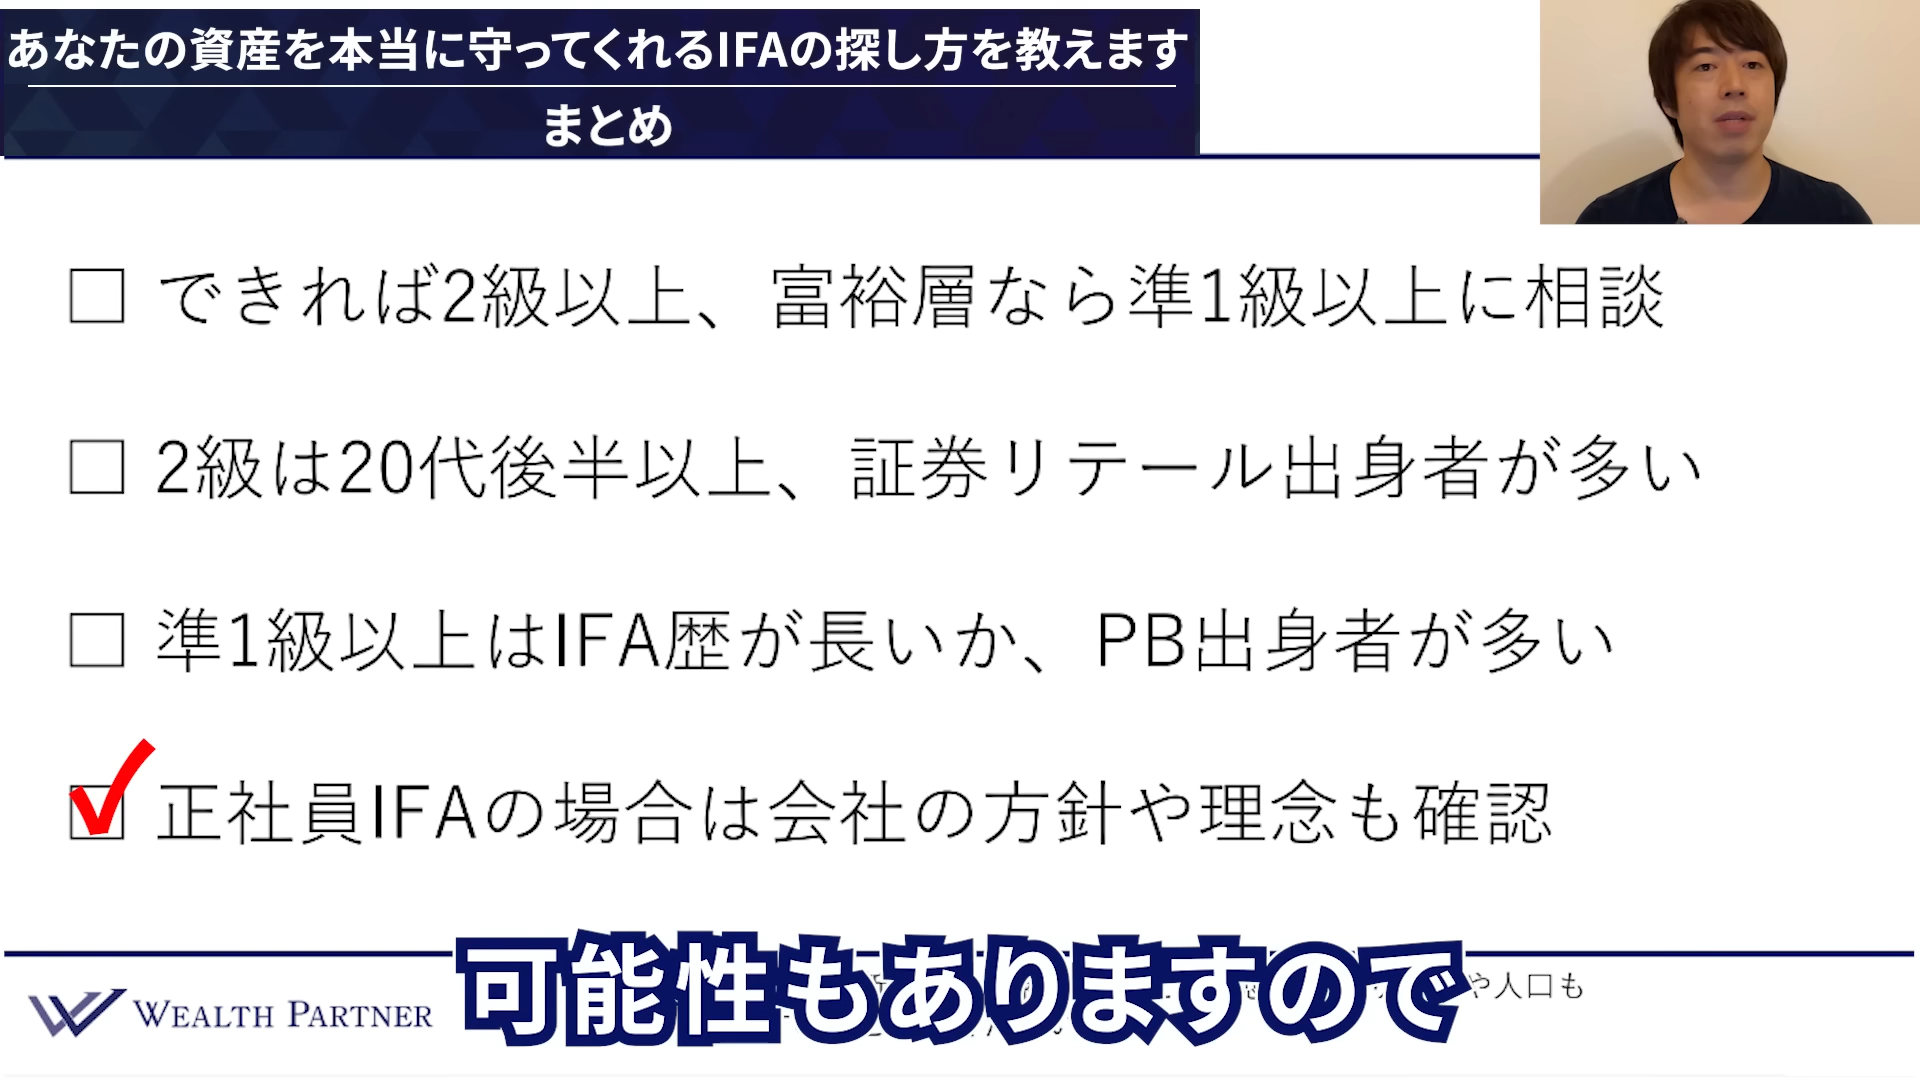 あなたの資産を本当に守ってくれるIFAの探し方を教えます
まとめ
□ できれば2級以上、富裕層なら準1級以上に相談
□ 2級は20代後半以上、証券リテール出身者が多い
□ 準1級以上はIFA歴が長いか、PB出身者が多い
☑ 正社員IFAの場合は会社の方針や理念も確認
や人口も
WEALTH PARTNER
可能性もありますので